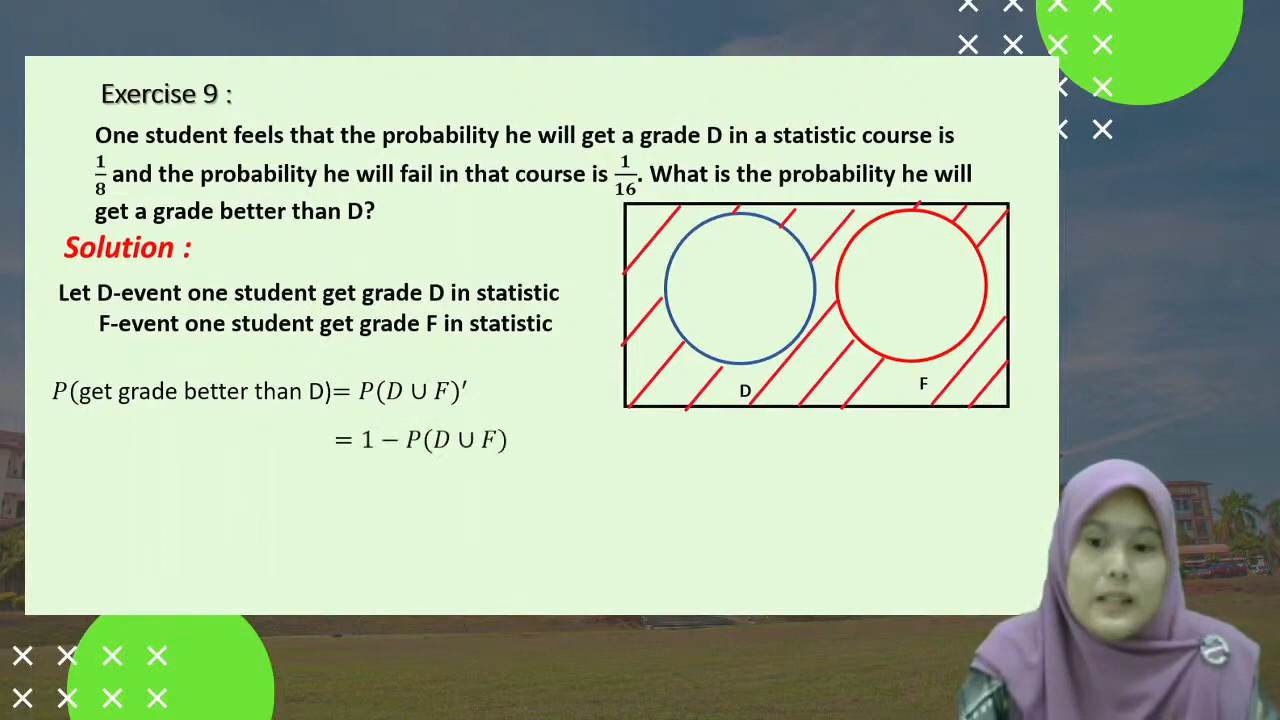 Exercise 9 :
One student feels that the probability he will get a grade D in a statistic course is
1/8 and the probability he will fail in that course is 1/16. What is the probability he will
get a grade better than D?
Solution :
Let D-event one student get grade D in statistic
F-event one student get grade F in statistic
P(get grade better than D)= P(D ∪ F)′
= 1 − P(D ∪ F)
D
F